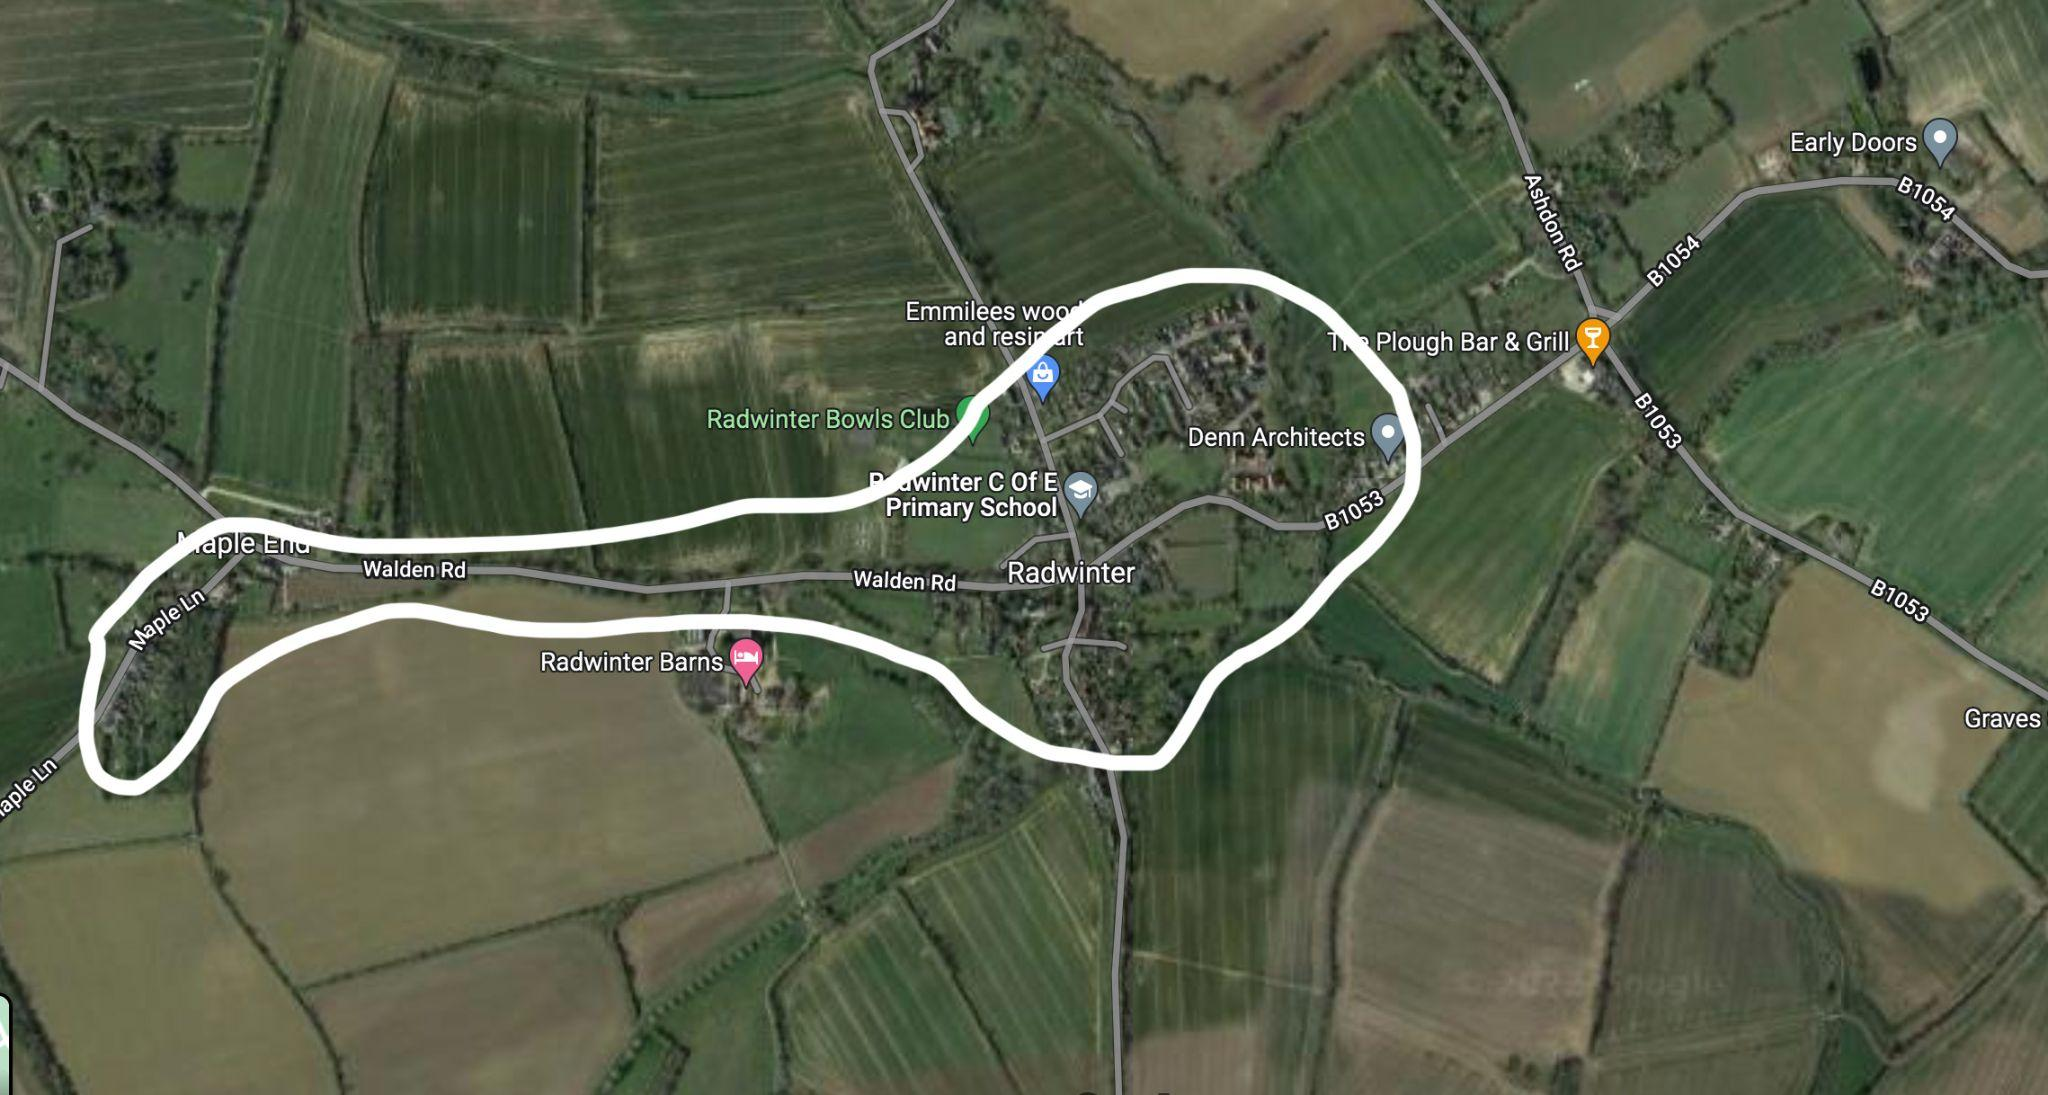 Early Doors
B1054
Ashdon Rd
B1054
Emmilees wood
and resin art
The Plough Bar & Grill
Radwinter Bowls Club
B1053
Denn Architects
Radwinter C Of E
Primary School
B1053
Maple End
Walden Rd
Walden Rd
Radwinter
B1053
Maple Ln
Radwinter Barns
Graves
aple Ln